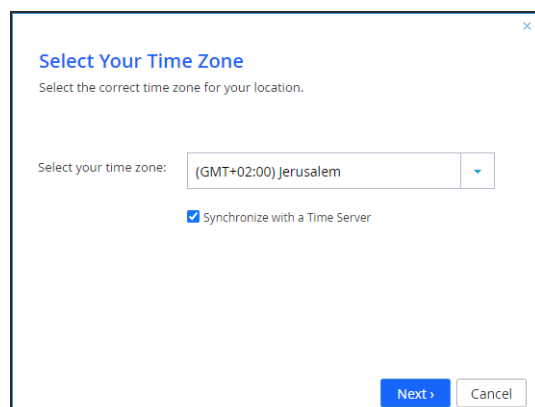 Select Your Time Zone
Select the correct time zone for your location.
Select your time zone:
(GMT+02:00) Jerusalem
Synchronize with a Time Server
Next ›
Cancel